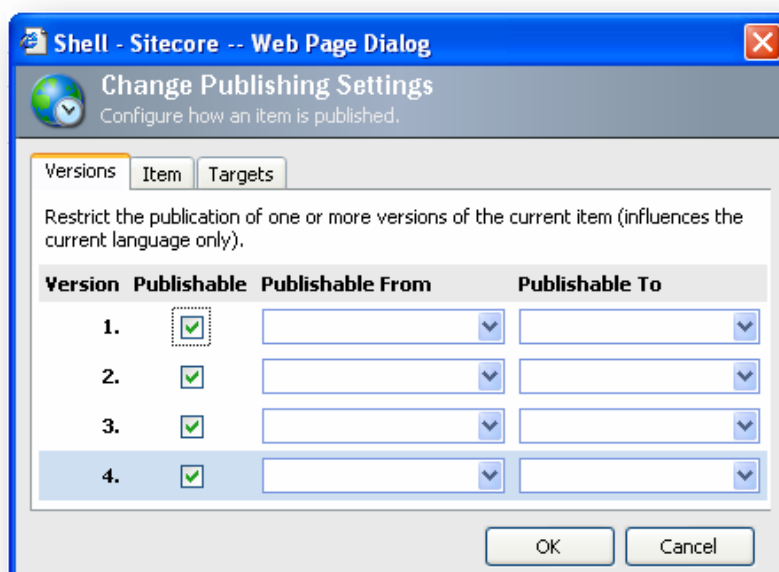 Shell - Sitecore -- Web Page Dialog
Change Publishing Settings
Configure how an item is published.
Versions Item Targets
Restrict the publication of one or more versions of the current item (influences the
current language only).
Version Publishable Publishable From Publishable To
1.
2.
3.
4.
OK Cancel